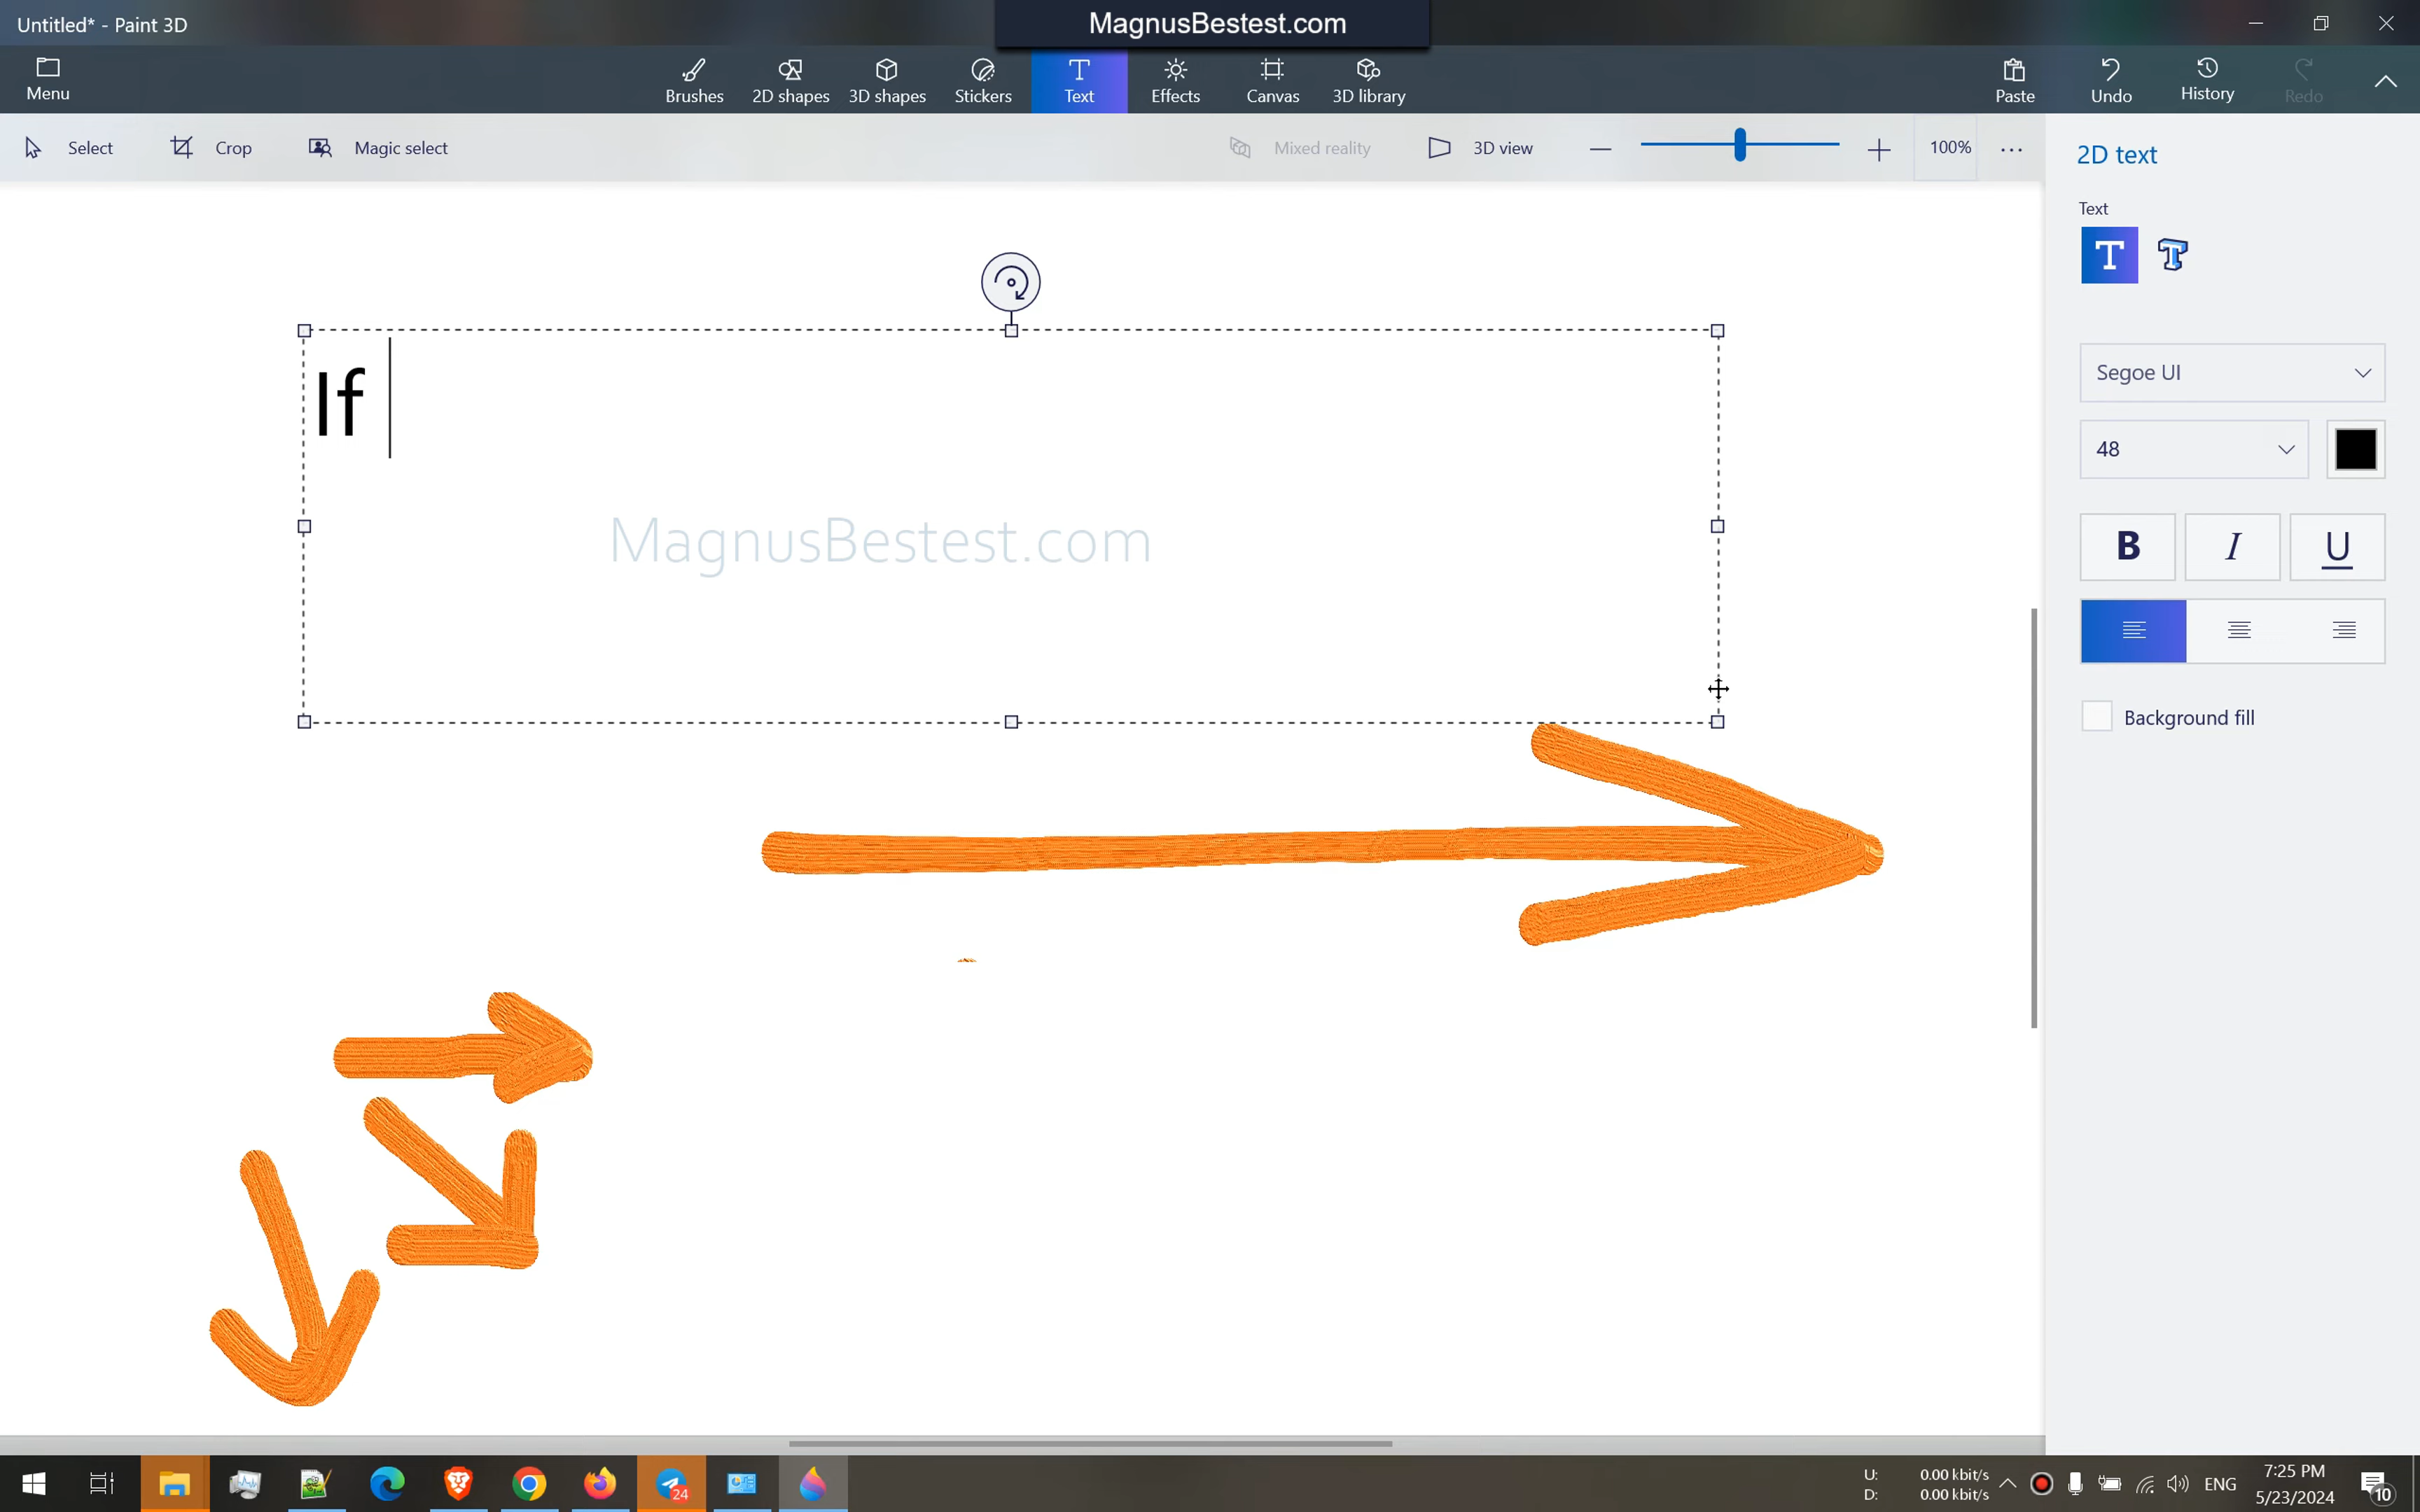 Untitled* - Paint 3D
MagnusBestest.com
Menu
Brushes
2D shapes
3D shapes
Stickers
Text
Effects
Canvas
3D library
Paste
Undo
History
Redo
Select
Crop
Magic select
Mixed reality
3D view
100%
2D text
Text
Segoe UI
48
B
I
U
Background fill
If
MagnusBestest.com
24
U: 0.00 kbit/s
D: 0.00 kbit/s
ENG
7:25 PM
5/23/2024
10